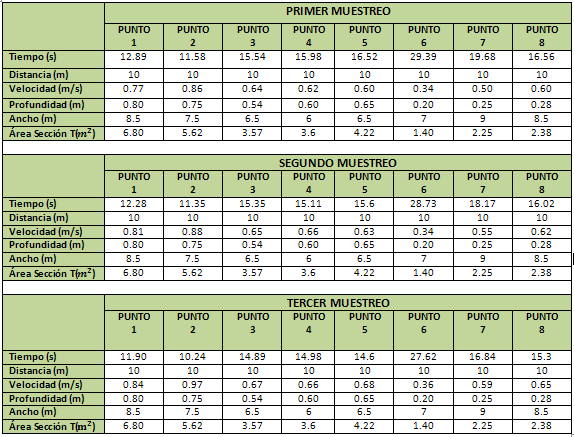 PRIMER MUESTREO
PUNTO 1 PUNTO 2 PUNTO 3 PUNTO 4 PUNTO 5 PUNTO 6 PUNTO 7 PUNTO 8
Tiempo (s) 12.89 11.58 15.54 15.98 16.52 29.39 19.68 16.56
Distancia (m) 10 10 10 10 10 10 10 10
Velocidad (m/s) 0.77 0.86 0.64 0.62 0.60 0.34 0.50 0.60
Profundidad (m) 0.80 0.75 0.54 0.60 0.65 0.20 0.25 0.28
Ancho (m) 8.5 7.5 6.5 6 6.5 7 9 8.5
Área Sección T(m²) 6.80 5.62 3.57 3.6 4.22 1.40 2.25 2.38
SEGUNDO MUESTREO
PUNTO 1 PUNTO 2 PUNTO 3 PUNTO 4 PUNTO 5 PUNTO 6 PUNTO 7 PUNTO 8
Tiempo (s) 12.28 11.35 15.35 15.11 15.6 28.73 18.17 16.02
Distancia (m) 10 10 10 10 10 10 10 10
Velocidad (m/s) 0.81 0.88 0.65 0.66 0.63 0.34 0.55 0.62
Profundidad (m) 0.80 0.75 0.54 0.60 0.65 0.20 0.25 0.28
Ancho (m) 8.5 7.5 6.5 6 6.5 7 9 8.5
Área Sección T(m²) 6.80 5.62 3.57 3.6 4.22 1.40 2.25 2.38
TERCER MUESTREO
PUNTO 1 PUNTO 2 PUNTO 3 PUNTO 4 PUNTO 5 PUNTO 6 PUNTO 7 PUNTO 8
Tiempo (s) 11.90 10.24 14.89 14.98 14.6 27.62 16.84 15.3
Distancia (m) 10 10 10 10 10 10 10 10
Velocidad (m/s) 0.84 0.97 0.67 0.66 0.68 0.36 0.59 0.65
Profundidad (m) 0.80 0.75 0.54 0.60 0.65 0.20 0.25 0.28
Ancho (m) 8.5 7.5 6.5 6 6.5 7 9 8.5
Área Sección T(m²) 6.80 5.62 3.57 3.6 4.22 1.40 2.25 2.38